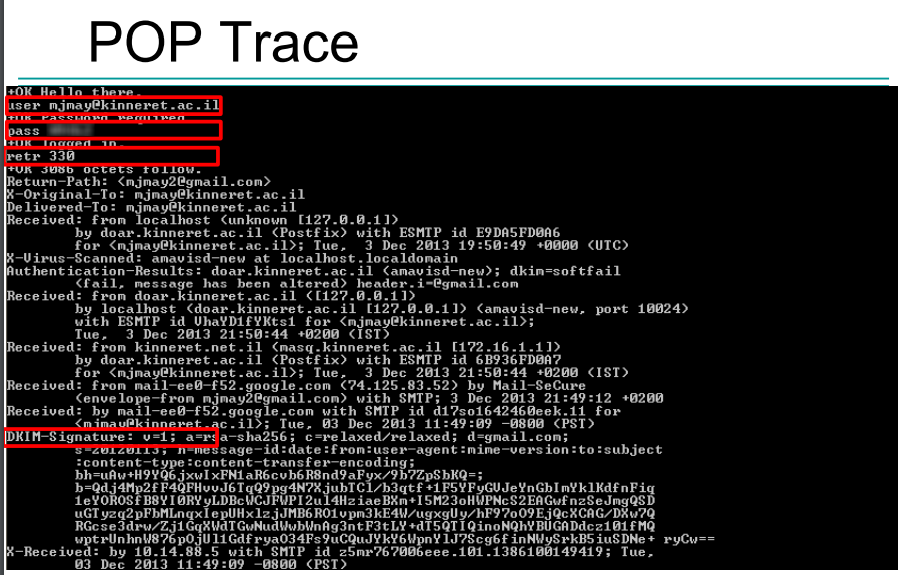 POP Trace
+OK Hello there.
user mjmay@kinneret.ac.il
+OK Password required
pass
+OK logged in.
retr 330
+OK 3086 octets follow.
Return-Path: <mjmay2@gmail.com>
X-Original-To: mjmay@kinneret.ac.il
Delivered-To: mjmay@kinneret.ac.il
Received: from localhost (unknown [127.0.0.1])
by doar.kinneret.ac.il (Postfix) with ESMTP id E9DA5FD0A6
for <mjmay@kinneret.ac.il>; Tue,  3 Dec 2013 19:50:49 +0000 (UTC)
X-Virus-Scanned: amavisd-new at localhost.localdomain
Authentication-Results: doar.kinneret.ac.il (amavisd-new); dkim=softfail
(fail, message has been altered) header.i=@gmail.com
Received: from doar.kinneret.ac.il ([127.0.0.1])
by localhost (doar.kinneret.ac.il [127.0.0.1]) (amavisd-new, port 10024)
with ESMTP id VhaYD1fYKts1 for <mjmay@kinneret.ac.il>;
Tue,  3 Dec 2013 21:50:44 +0200 (IST)
Received: from kinneret.net.il (masq.kinneret.ac.il [172.16.1.1])
by doar.kinneret.ac.il (Postfix) with ESMTP id 6B936FD0A7
for <mjmay@kinneret.ac.il>; Tue,  3 Dec 2013 21:50:44 +0200 (IST)
Received: from mail-ee0-f52.google.com (74.125.83.52) by Mail-SeCure
(envelope-from mjmay2@gmail.com) with SMTP; 3 Dec 2013 21:49:12 +0200
Received: by mail-ee0-f52.google.com with SMTP id d17so1642460eek.11 for
<mjmay@kinneret.ac.il>; Tue, 03 Dec 2013 11:49:09 -0800 (PST)
DKIM-Signature: v=1; a=rsa-sha256; c=relaxed/relaxed; d=gmail.com;
s=20120113; h=message-id:date:from:user-agent:mime-version:to:subject
:content-type:content-transfer-encoding;
bh=uAw+H9YQ6jxwIxFN1aR6cvb6R8nd9aFyx/9b7ZpSbKQ=;
b=Qdj4Mp2fF4QFHvvJ6TqQ9pg4N7XjubTCl/b3qtf+1F5YFyGVJeYnGbImYklKdfnFiq
1eYOROSfB8YI0RYyLDBcWCJFWPI2ul4HziaeBXm+I5M23oHWPNcS2EAGwfnzSeJmgQSD
uGTyzq2pFbMLnqxIepUHxlzjJMB6RO1vpm3kE4W/ugxgUy/hF97oO9EjQcXCAG/DXw7Q
RGcse3drw/Zj1GqXWdTGwNudWwbWnAg3ntF3tLY+dT5QTIQinoNQhYBUGADdcz101fMQ
wptrUnhnW876pOjUl1GdfryaO34Fs9uCQuJYkY6WpnYlJ7Scg6finNWySrkB5iuSDNe+ ryCw==
X-Received: by 10.14.88.5 with SMTP id z5mr767006eee.101.1386100149419; Tue,
03 Dec 2013 11:49:09 -0800 (PST)